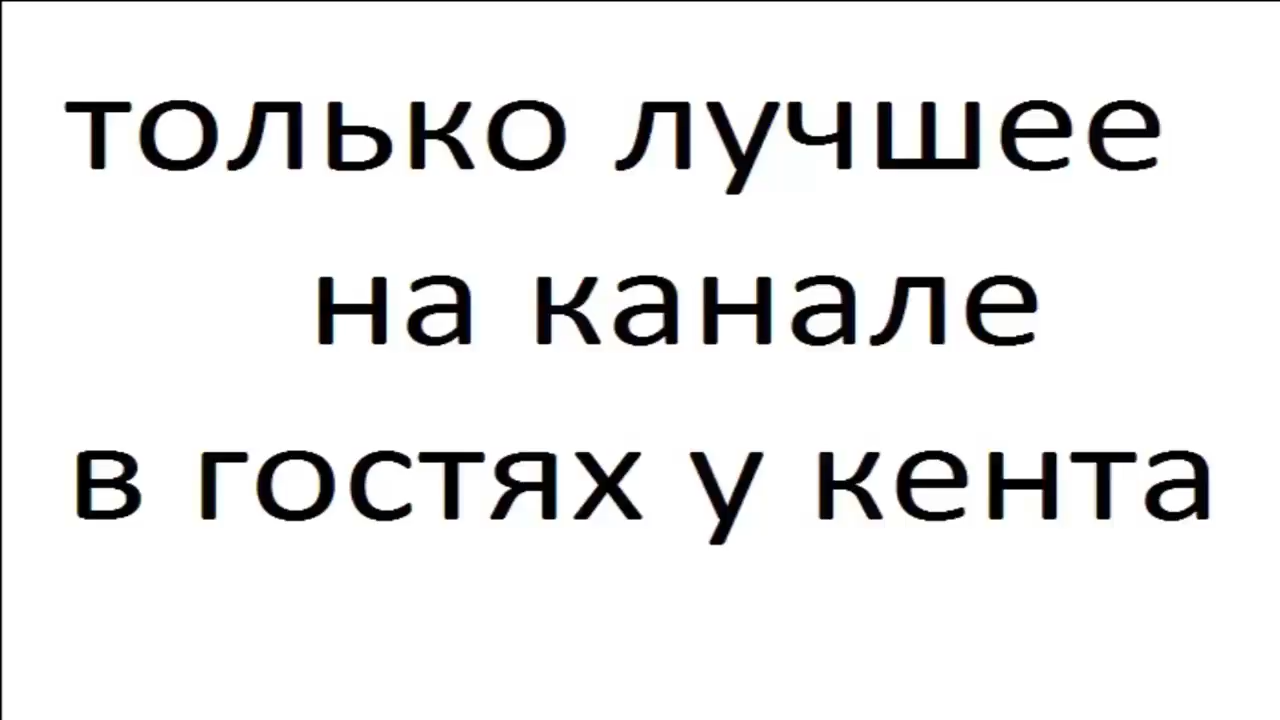 только лучшее
на канале
в гостях у кента